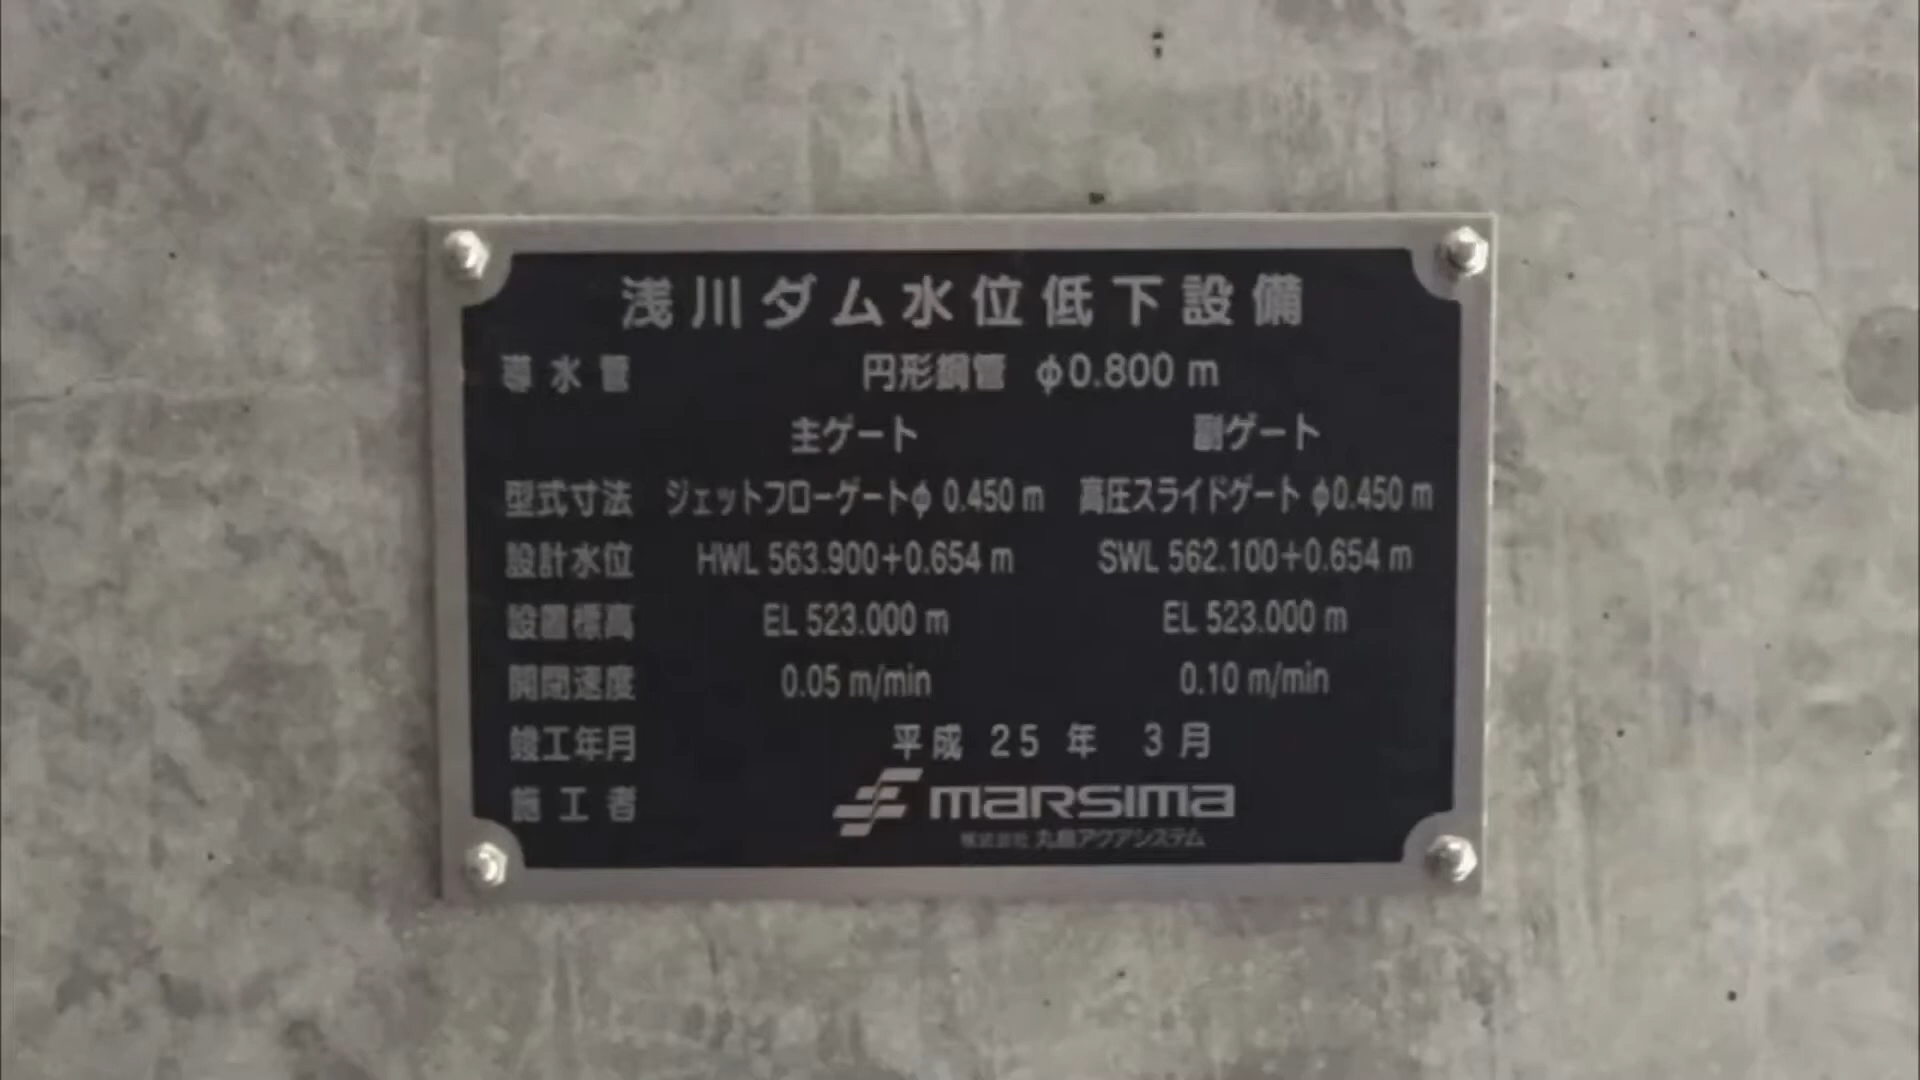 浅川ダム水位低下設備
導水管 円形鋼管 φ0.800 m
主ゲート 副ゲート
型式寸法 ジェットフローゲートφ 0.450 m 高圧スライドゲート φ0.450 m
設計水位 HWL 563.900+0.654 m SWL 562.100+0.654 m
設置標高 EL 523.000 m EL 523.000 m
開閉速度 0.05 m/min 0.10 m/min
竣工年月 平成 25 年 3 月
施工者 marsima
株式会社 丸島アクアシステム